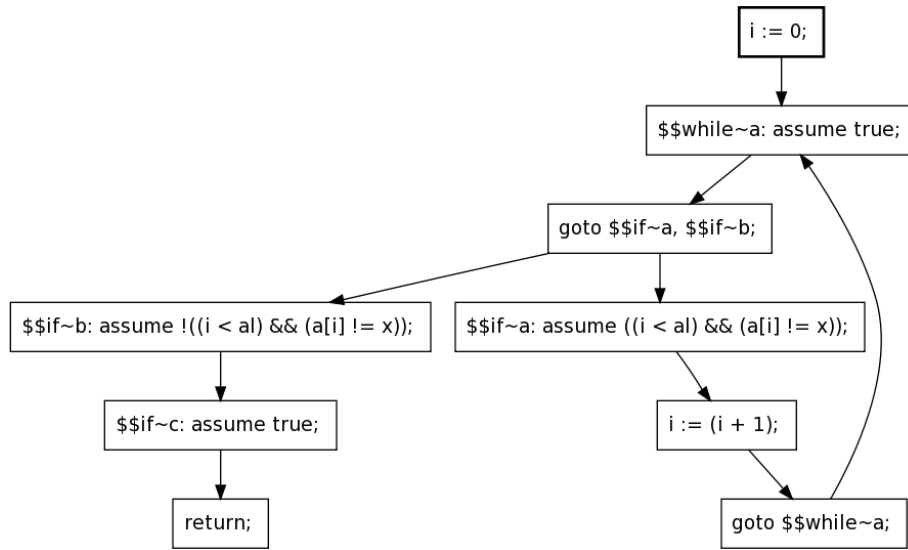 i := 0;
$$while~a: assume true;
goto $$if~a, $$if~b;
$$if~b: assume !((i < al) && (a[i] != x));
$$if~a: assume ((i < al) && (a[i] != x));
$$if~c: assume true;
i := (i + 1);
return;
goto $$while~a;